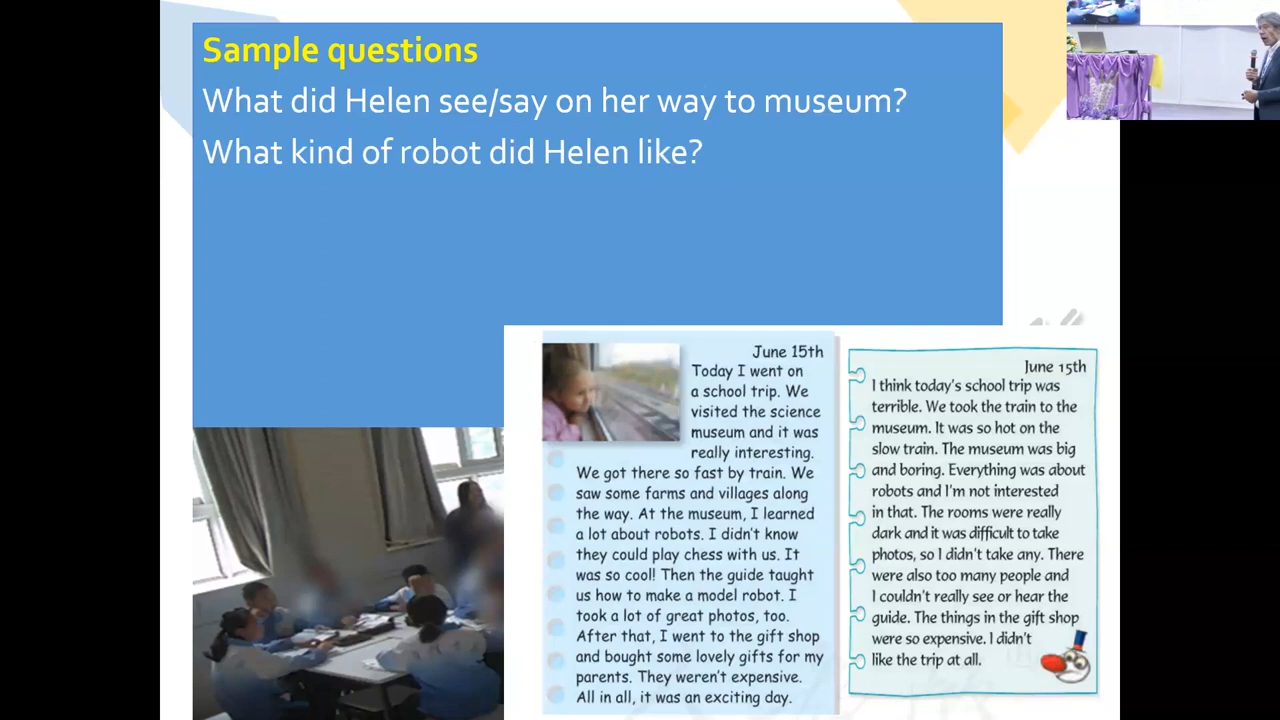 Sample questions
What did Helen see/say on her way to museum?
What kind of robot did Helen like?
June 15th
Today I went on
a school trip. We
visited the science
museum and it was
really interesting.
We got there so fast by train. We
saw some farms and villages along
the way. At the museum, I learned
a lot about robots. I didn't know
they could play chess with us. It
was so cool! Then the guide taught
us how to make a model robot. I
took a lot of great photos, too.
After that, I went to the gift shop
and bought some lovely gifts for my
parents. They weren't expensive.
All in all, it was an exciting day.
June 15th
I think today's school trip was
terrible. We took the train to the
museum. It was so hot on the
slow train. The museum was big
and boring. Everything was about
robots and I'm not interested
in that. The rooms were really
dark and it was difficult to take
photos, so I didn't take any. There
were also too many people and
I couldn't really see or hear the
guide. The things in the gift shop
were so expensive. I didn't
like the trip at all.